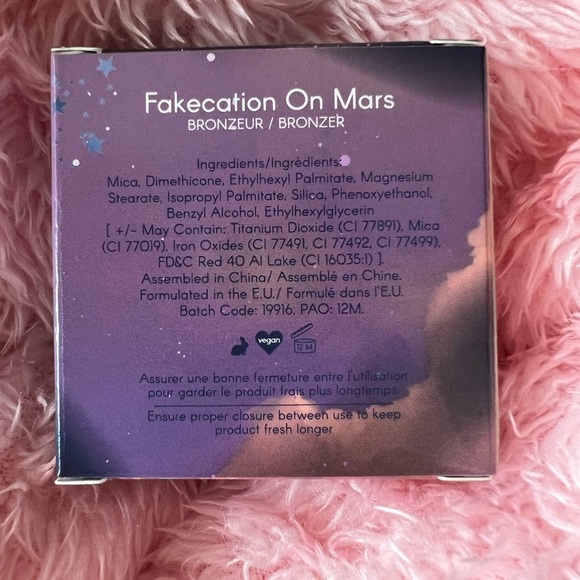 Fakecation On Mars
BRONZEUR / BRONZER
Ingredients/Ingrédients:
Mica, Dimethicone, Ethylhexyl Palmitate, Magnesium
Stearate, Isopropyl Palmitate, Silica, Phenoxyethanol,
Benzyl Alcohol, Ethylhexylglycerin
[ +/- May Contain: Titanium Dioxide (CI 77891), Mica
(CI 77019), Iron Oxides (CI 77491, CI 77492, CI 77499),
FD&C Red 40 Al Lake (CI 16035:1) ].
Assembled in China/ Assemblé en Chine.
Formulated in the E.U./ Formulé dans l'E.U.
Batch Code: 19916. PAO: 12M.
vegan
12 M
Assurer une bonne fermeture entre l'utilisation
pour garder le produit frais plus longtemps.
Ensure proper closure between use to keep
product fresh longer